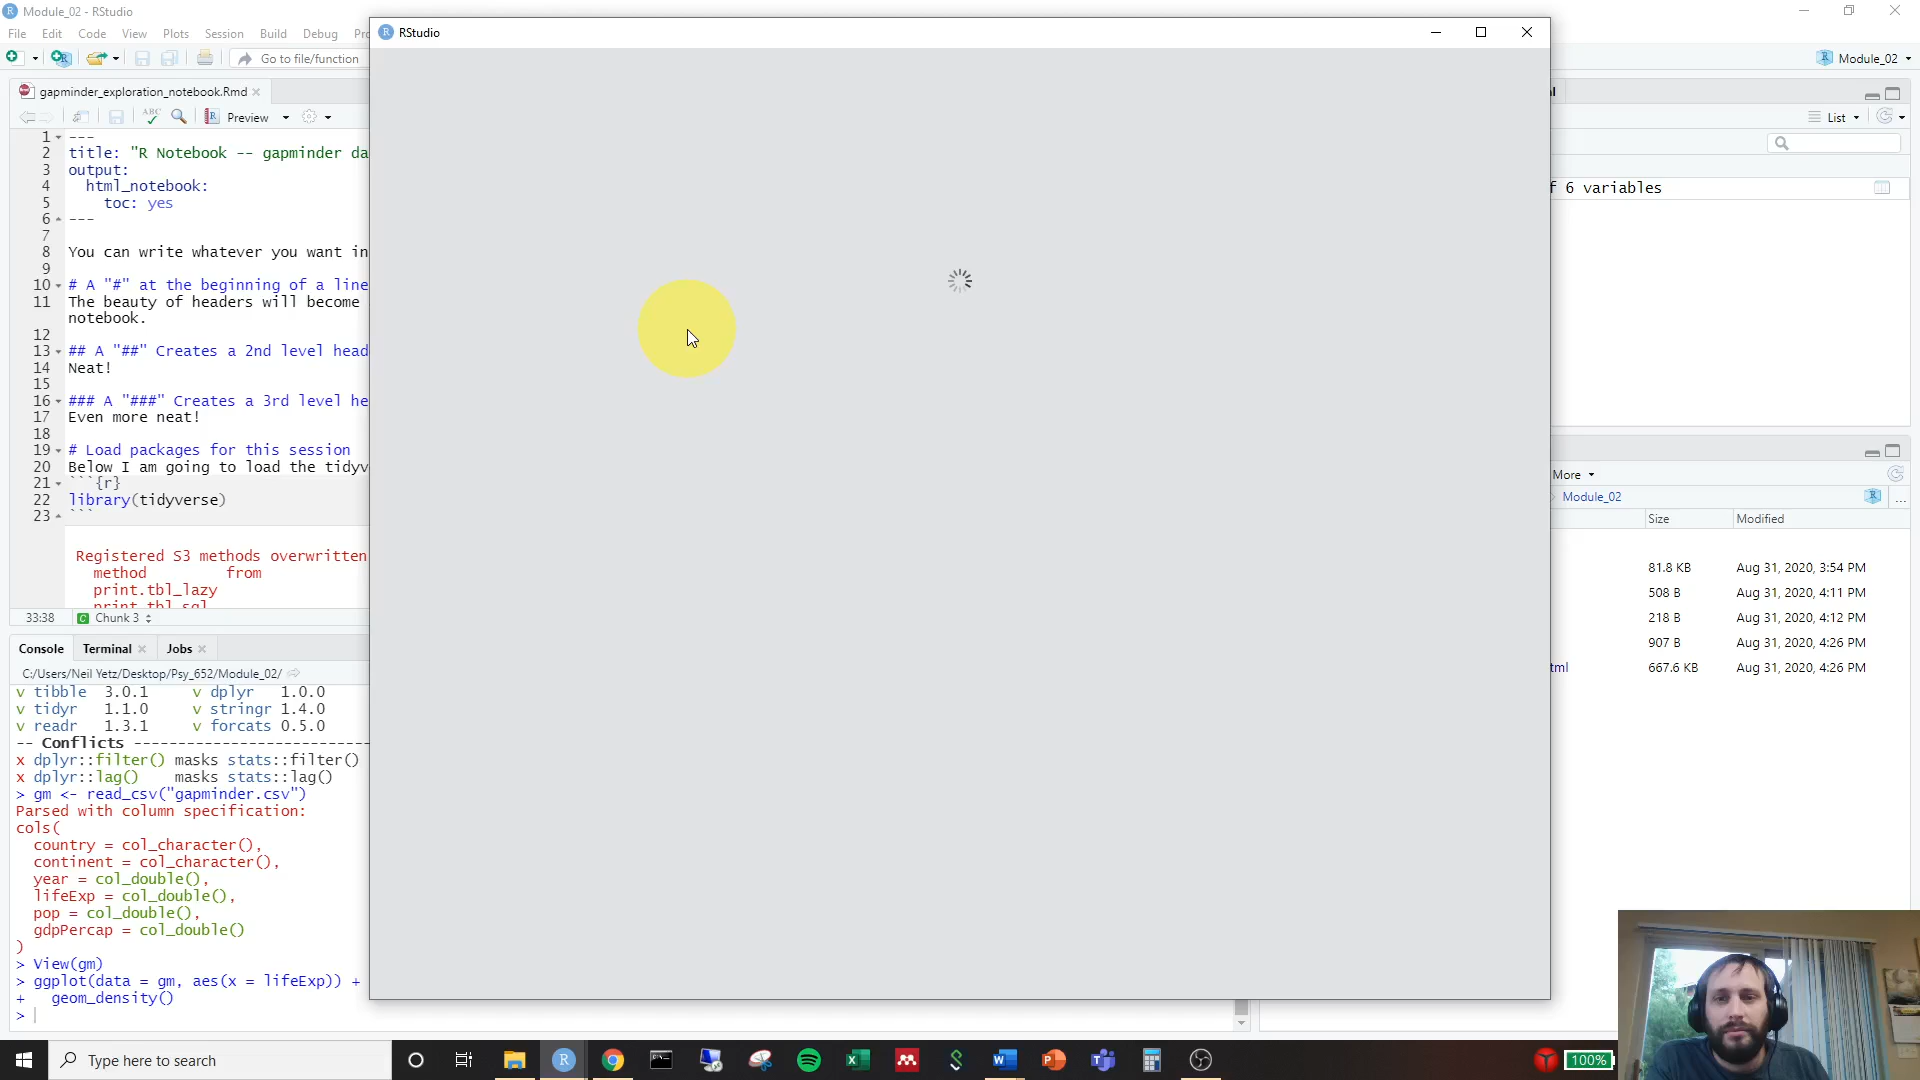 Module_02 - RStudio
File Edit Code View Plots Session Build Debug
Go to file/function
Module_02
RStudio
gapminder_exploration_notebook.Rmd
Preview
List
1 ---
2 title: "R Notebook -- gapminder da
3 output:
4 html_notebook:
5 toc: yes
6 ---
7
8 You can write whatever you want in
9
10 # A "#" at the beginning of a line
11 The beauty of headers will become
notebook.
12
13 ## A "##" Creates a 2nd level head
14 Neat!
15
16 ### A "###" Creates a 3rd level he
17 Even more neat!
18
19 # Load packages for this session
20 Below I am going to load the tidyv
21 ```{r}
22 library(tidyverse)
23 ```
Registered S3 methods overwritten
method from
print.tbl_lazy
print.tbl_sql
33:38 Chunk 3
f 6 variables
More
Module_02 ...
Size Modified
81.8 KB Aug 31, 2020, 3:54 PM
508 B Aug 31, 2020, 4:11 PM
218 B Aug 31, 2020, 4:12 PM
907 B Aug 31, 2020, 4:26 PM
tml 667.6 KB Aug 31, 2020, 4:26 PM
Console Terminal Jobs
C:/Users/Neil Yetz/Desktop/Psy_652/Module_02/
v tibble 3.0.1 v dplyr 1.0.0
v tidyr 1.1.0 v stringr 1.4.0
v readr 1.3.1 v forcats 0.5.0
-- Conflicts ---------------------------
x dplyr::filter() masks stats::filter()
x dplyr::lag() masks stats::lag()
> gm <- read_csv("gapminder.csv")
Parsed with column specification:
cols(
country = col_character(),
continent = col_character(),
year = col_double(),
lifeExp = col_double(),
pop = col_double(),
gdpPercap = col_double()
)
> View(gm)
> ggplot(data = gm, aes(x = lifeExp)) +
+ geom_density()
>
Type here to search
100%